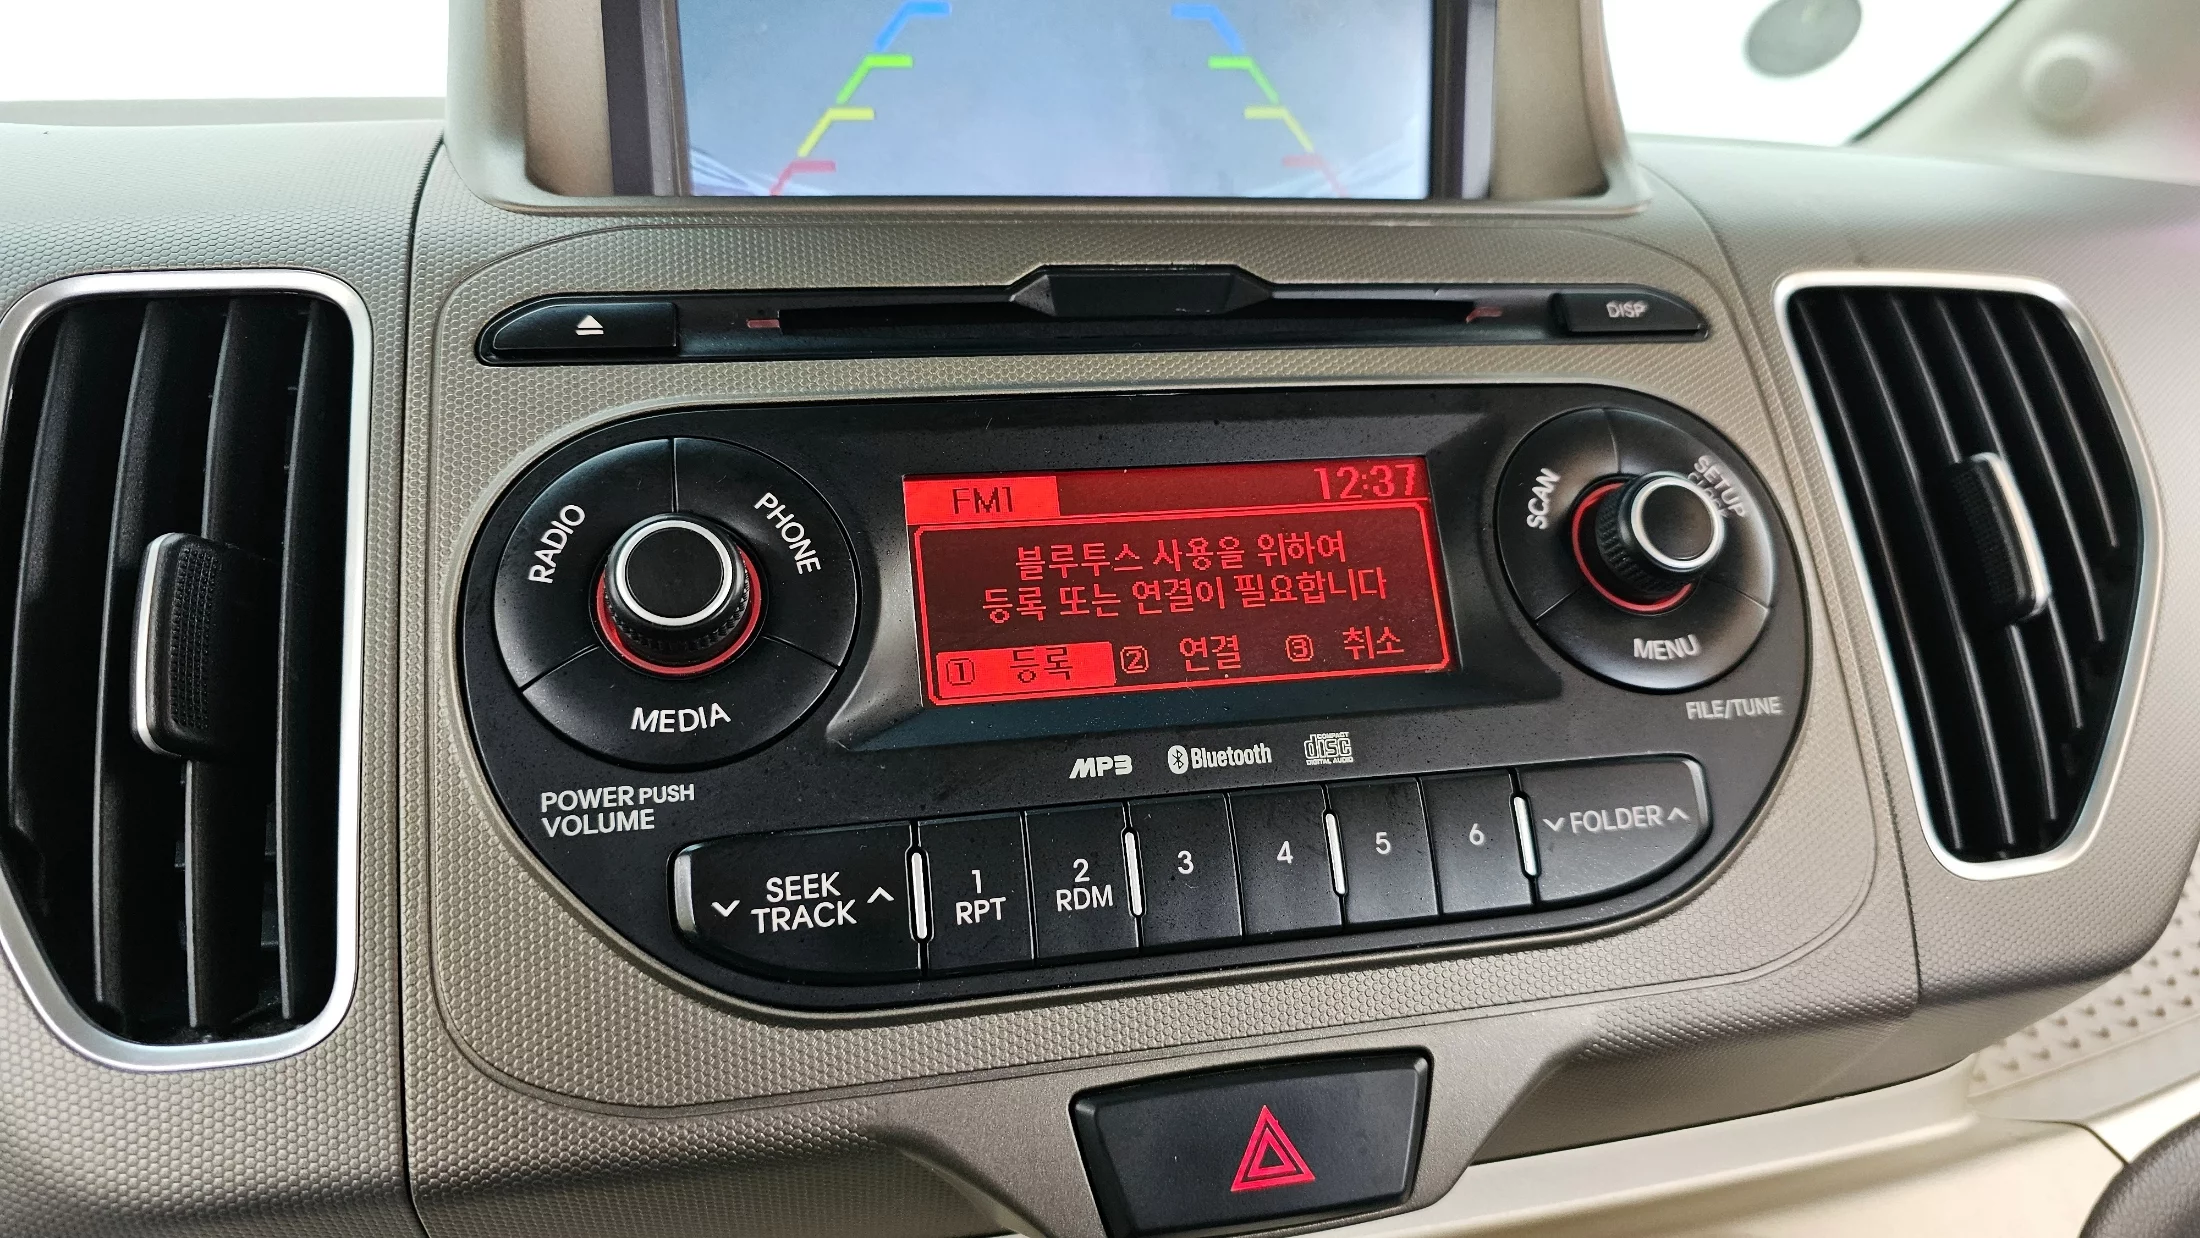 DISP
FM1 12:37
블루투스 사용을 위하여
등록 또는 연결이 필요합니다
① 등록 ② 연결 ③ 취소
RADIO
PHONE
MEDIA
SCAN
SETUP
MENU
FILE/TUNE
POWER PUSH
VOLUME
MP3 Bluetooth COMPACT disc DIGITAL AUDIO
SEEK
TRACK
1
RPT
2
RDM
3
4
5
6
FOLDER